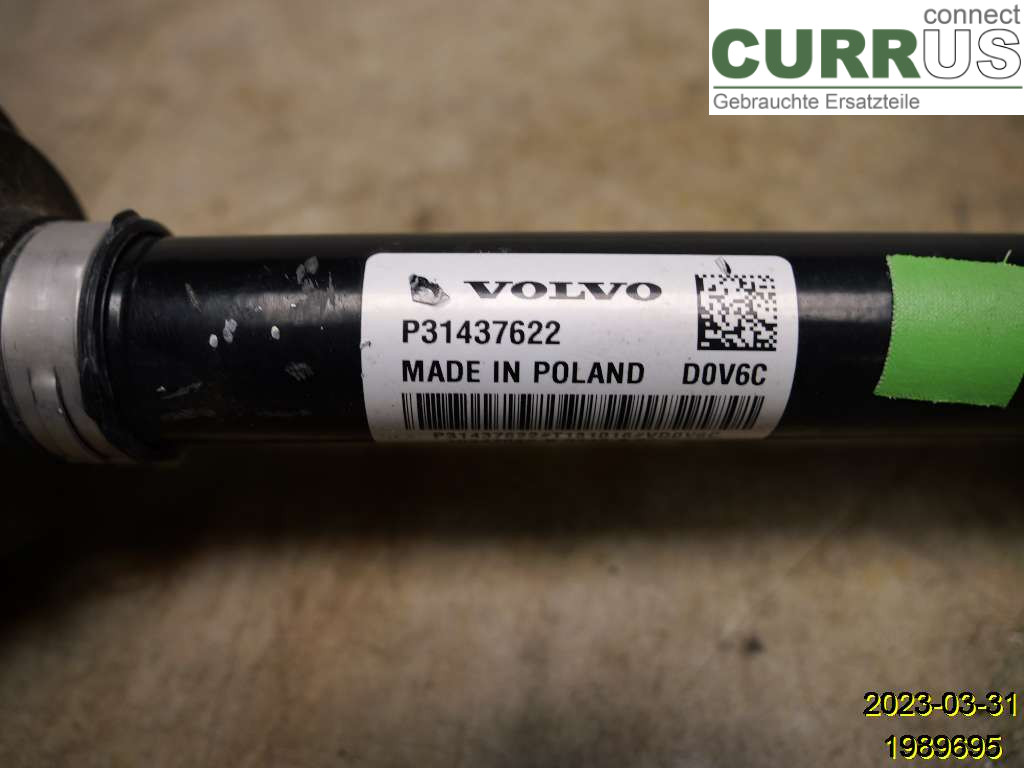 connect
CURRUS
Gebrauchte Ersatzteile
VOLVO
P31437622
MADE IN POLAND D0V6C
2023-03-31
1989695